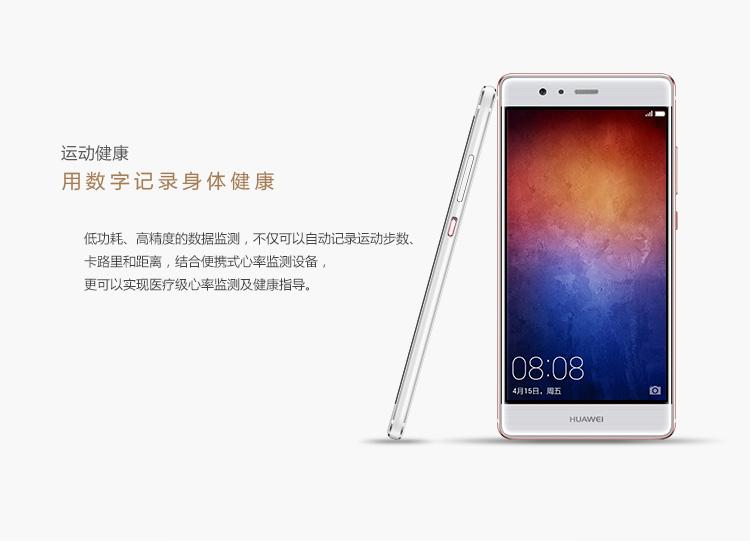 运动健康
用数字记录身体健康
低功耗、高精度的数据监测，不仅可以自动记录运动步数、
卡路里和距离，结合便携式心率监测设备，
更可以实现医疗级心率监测及健康指导。
08:08
4月15日，周五
HUAWEI